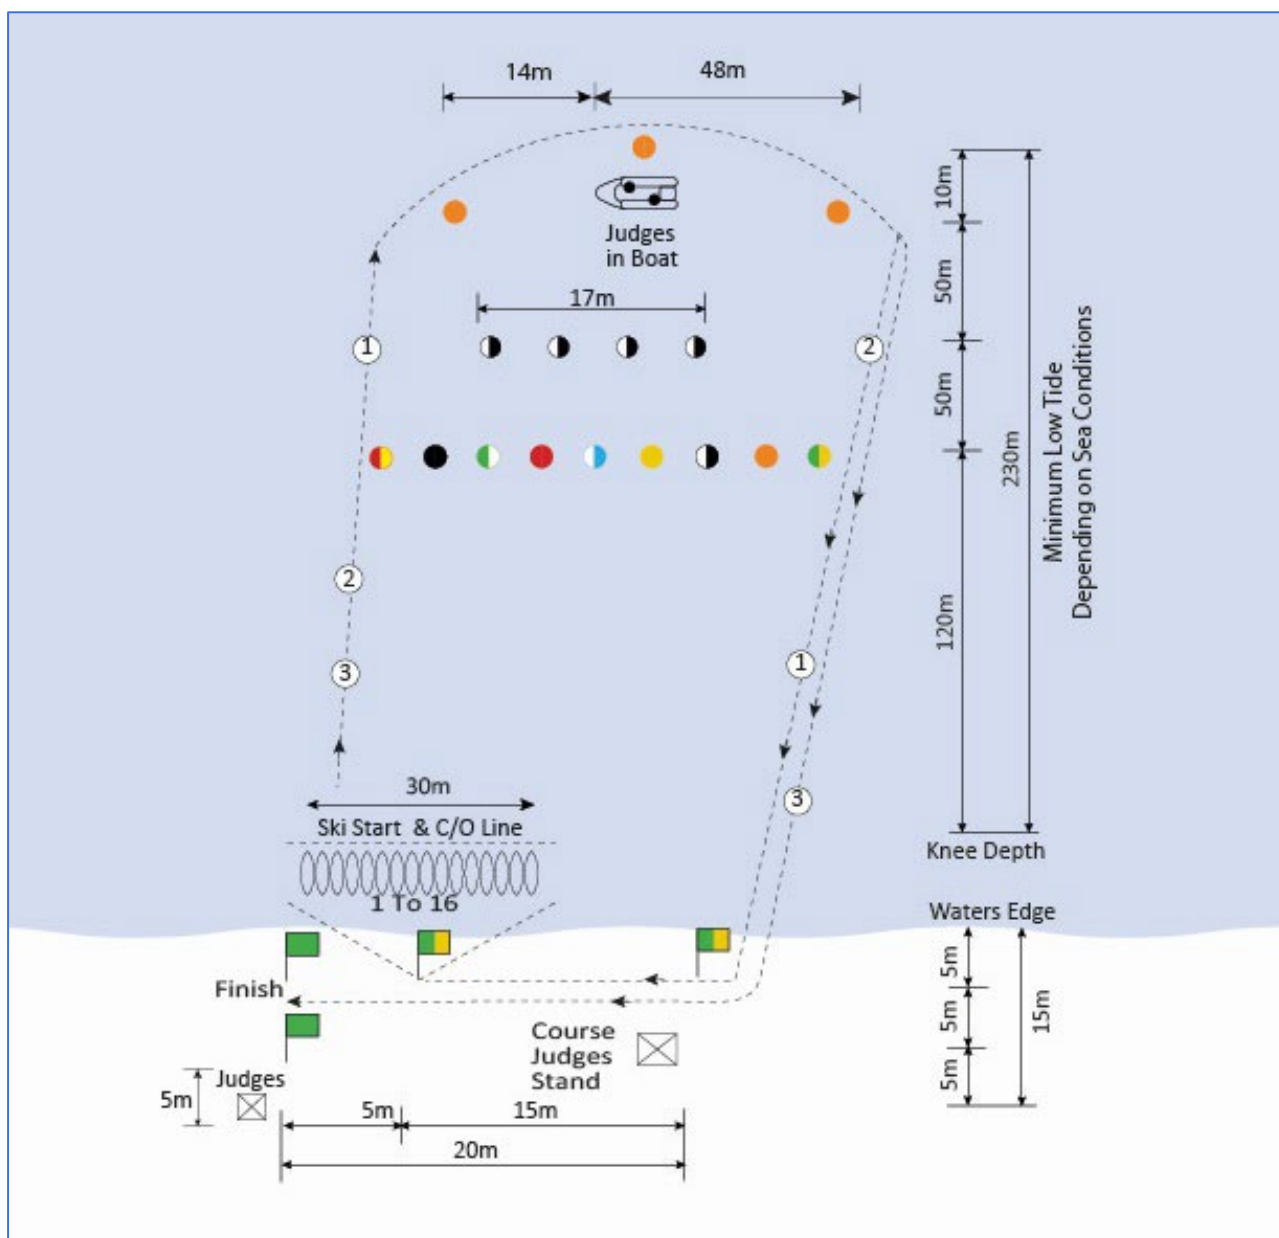 14m
48m
10m
Judges
in Boat
50m
17m
1
2
50m
230m
Minimum Low Tide
Depending on Sea Conditions
2
120m
1
3
3
30m
Ski Start & C/O Line
Knee Depth
1 To 16
Waters Edge
5m
Finish
5m
15m
Course
Judges
Stand
5m
Judges
5m
5m
15m
20m